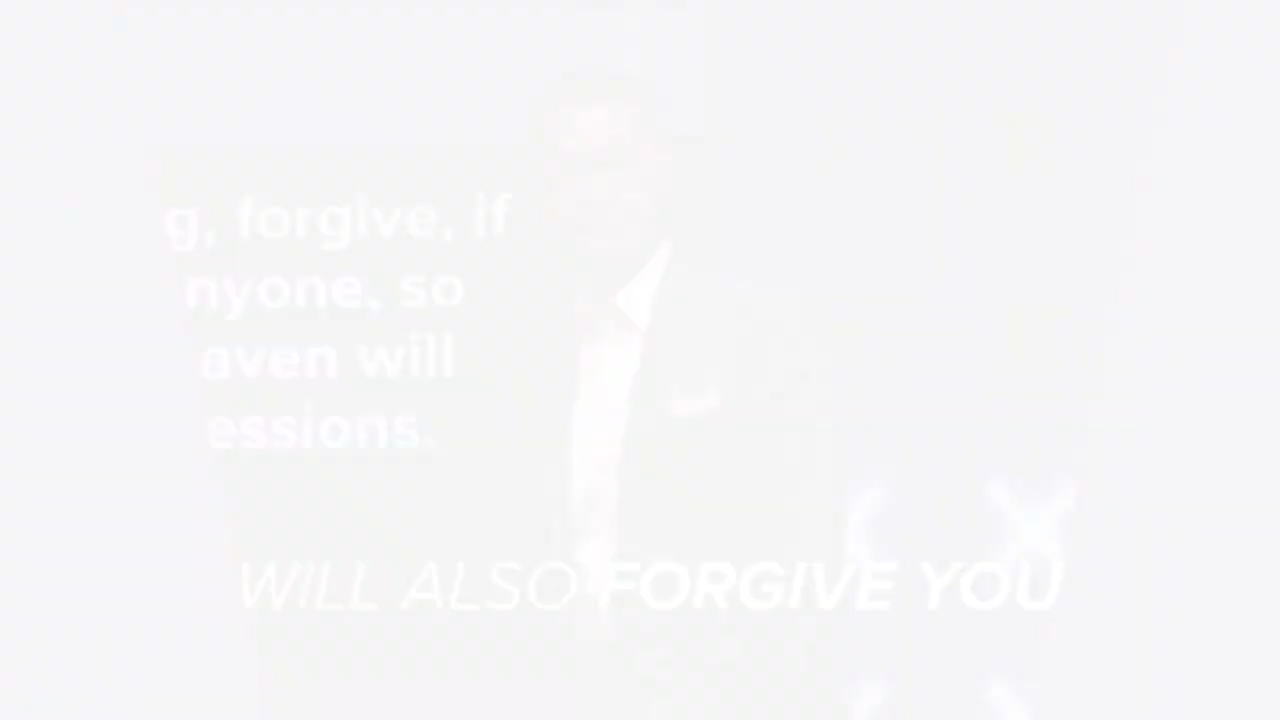 g, forgive, if
nyone, so
aven will
essions.
WILL ALSO FORGIVE YOU